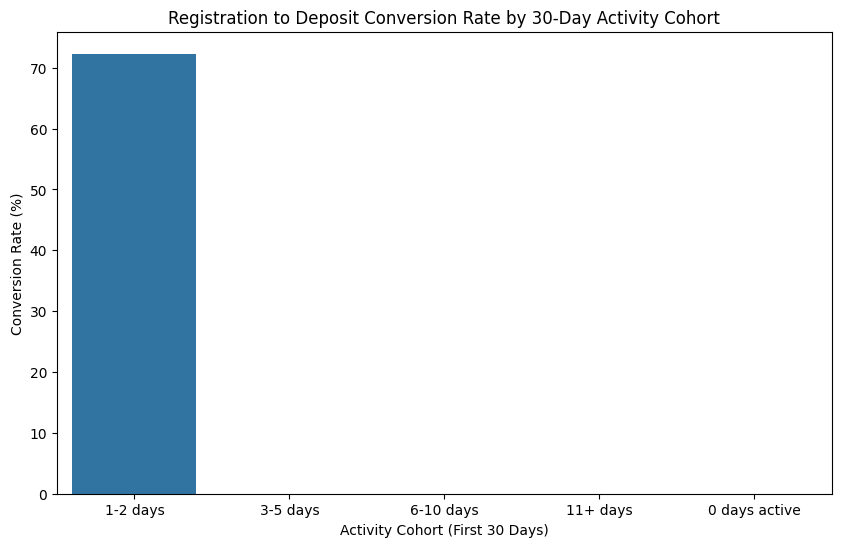 Registration to Deposit Conversion Rate by 30-Day Activity Cohort
Conversion Rate (%)
70
60
50
40
30
20
10
0
1-2 days
3-5 days
6-10 days
11+ days
0 days active
Activity Cohort (First 30 Days)